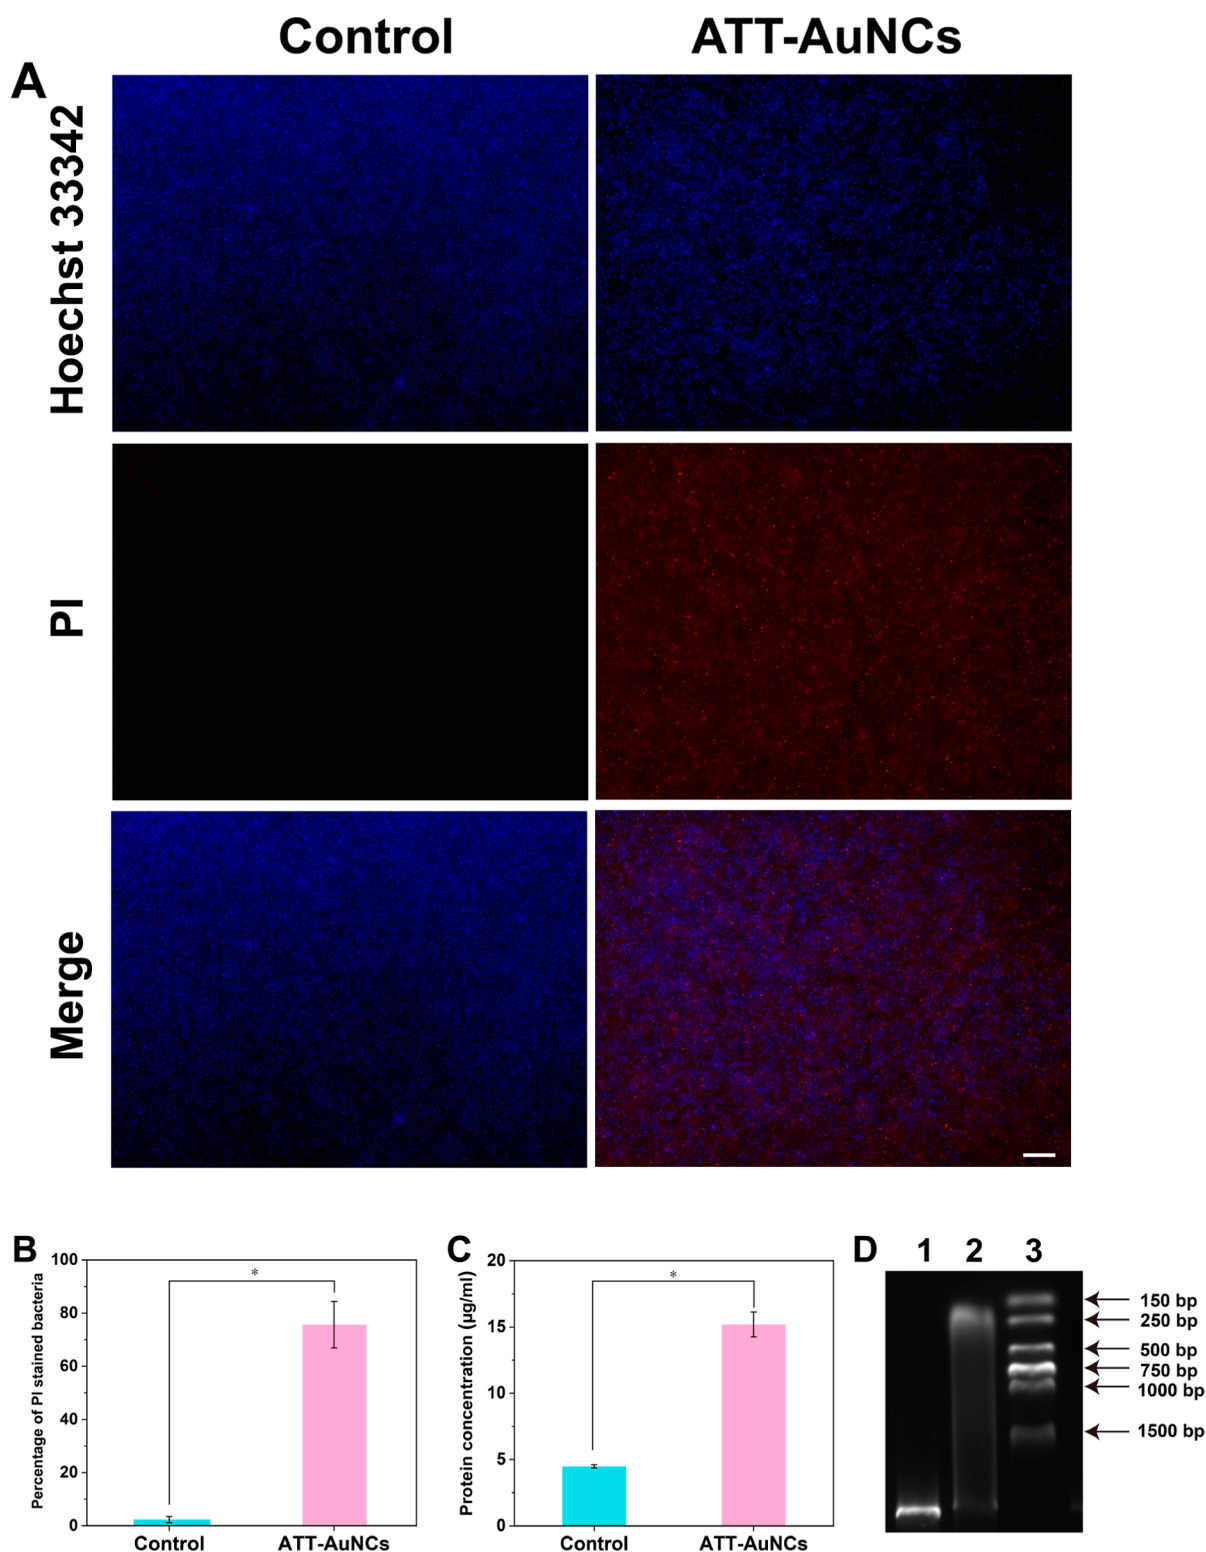 Control
ATT-AuNCs
A
Hoechst 33342
PI
Merge
B
100
80
60
40
20
0
Percentage of PI stained bacteria
*
Control
ATT-AuNCs
C
20
15
10
5
0
Protein concentration (μg/ml)
*
Control
ATT-AuNCs
D
1 2 3
150 bp
250 bp
500 bp
750 bp
1000 bp
1500 bp